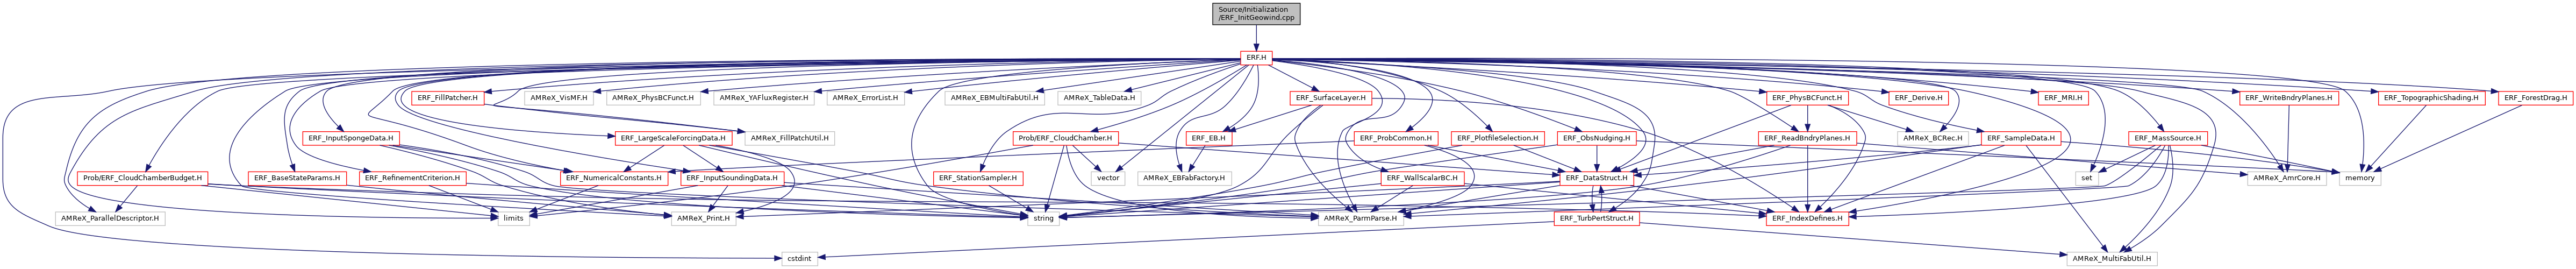 Source/Initialization
/ERF_InitGeowind.cpp
ERF.H
ERF_FillPatcher.H
AMReX_VisMF.H
AMReX_PhysBCFunct.H
AMReX_YAFluxRegister.H
AMReX_ErrorList.H
AMReX_EBMultiFabUtil.H
AMReX_TableData.H
ERF_SurfaceLayer.H
ERF_PhysBCFunct.H
ERF_Derive.H
ERF_MRI.H
ERF_WriteBndryPlanes.H
ERF_TopographicShading.H
ERF_ForestDrag.H
ERF_InputSpongeData.H
ERF_LargeScaleForcingData.H
AMReX_FillPatchUtil.H
Prob/ERF_CloudChamber.H
ERF_EB.H
ERF_ProbCommon.H
ERF_PlotfileSelection.H
ERF_ObsNudging.H
ERF_ReadBndryPlanes.H
AMReX_BCRec.H
ERF_SampleData.H
ERF_MassSource.H
Prob/ERF_CloudChamberBudget.H
ERF_BaseStateParams.H
ERF_RefinementCriterion.H
ERF_NumericalConstants.H
ERF_InputSoundingData.H
ERF_StationSampler.H
vector
AMReX_EBFabFactory.H
ERF_WallScalarBC.H
ERF_DataStruct.H
set
AMReX_AmrCore.H
memory
AMReX_ParallelDescriptor.H
limits
AMReX_Print.H
string
AMReX_ParmParse.H
ERF_TurbPertStruct.H
ERF_IndexDefines.H
cstdint
AMReX_MultiFabUtil.H